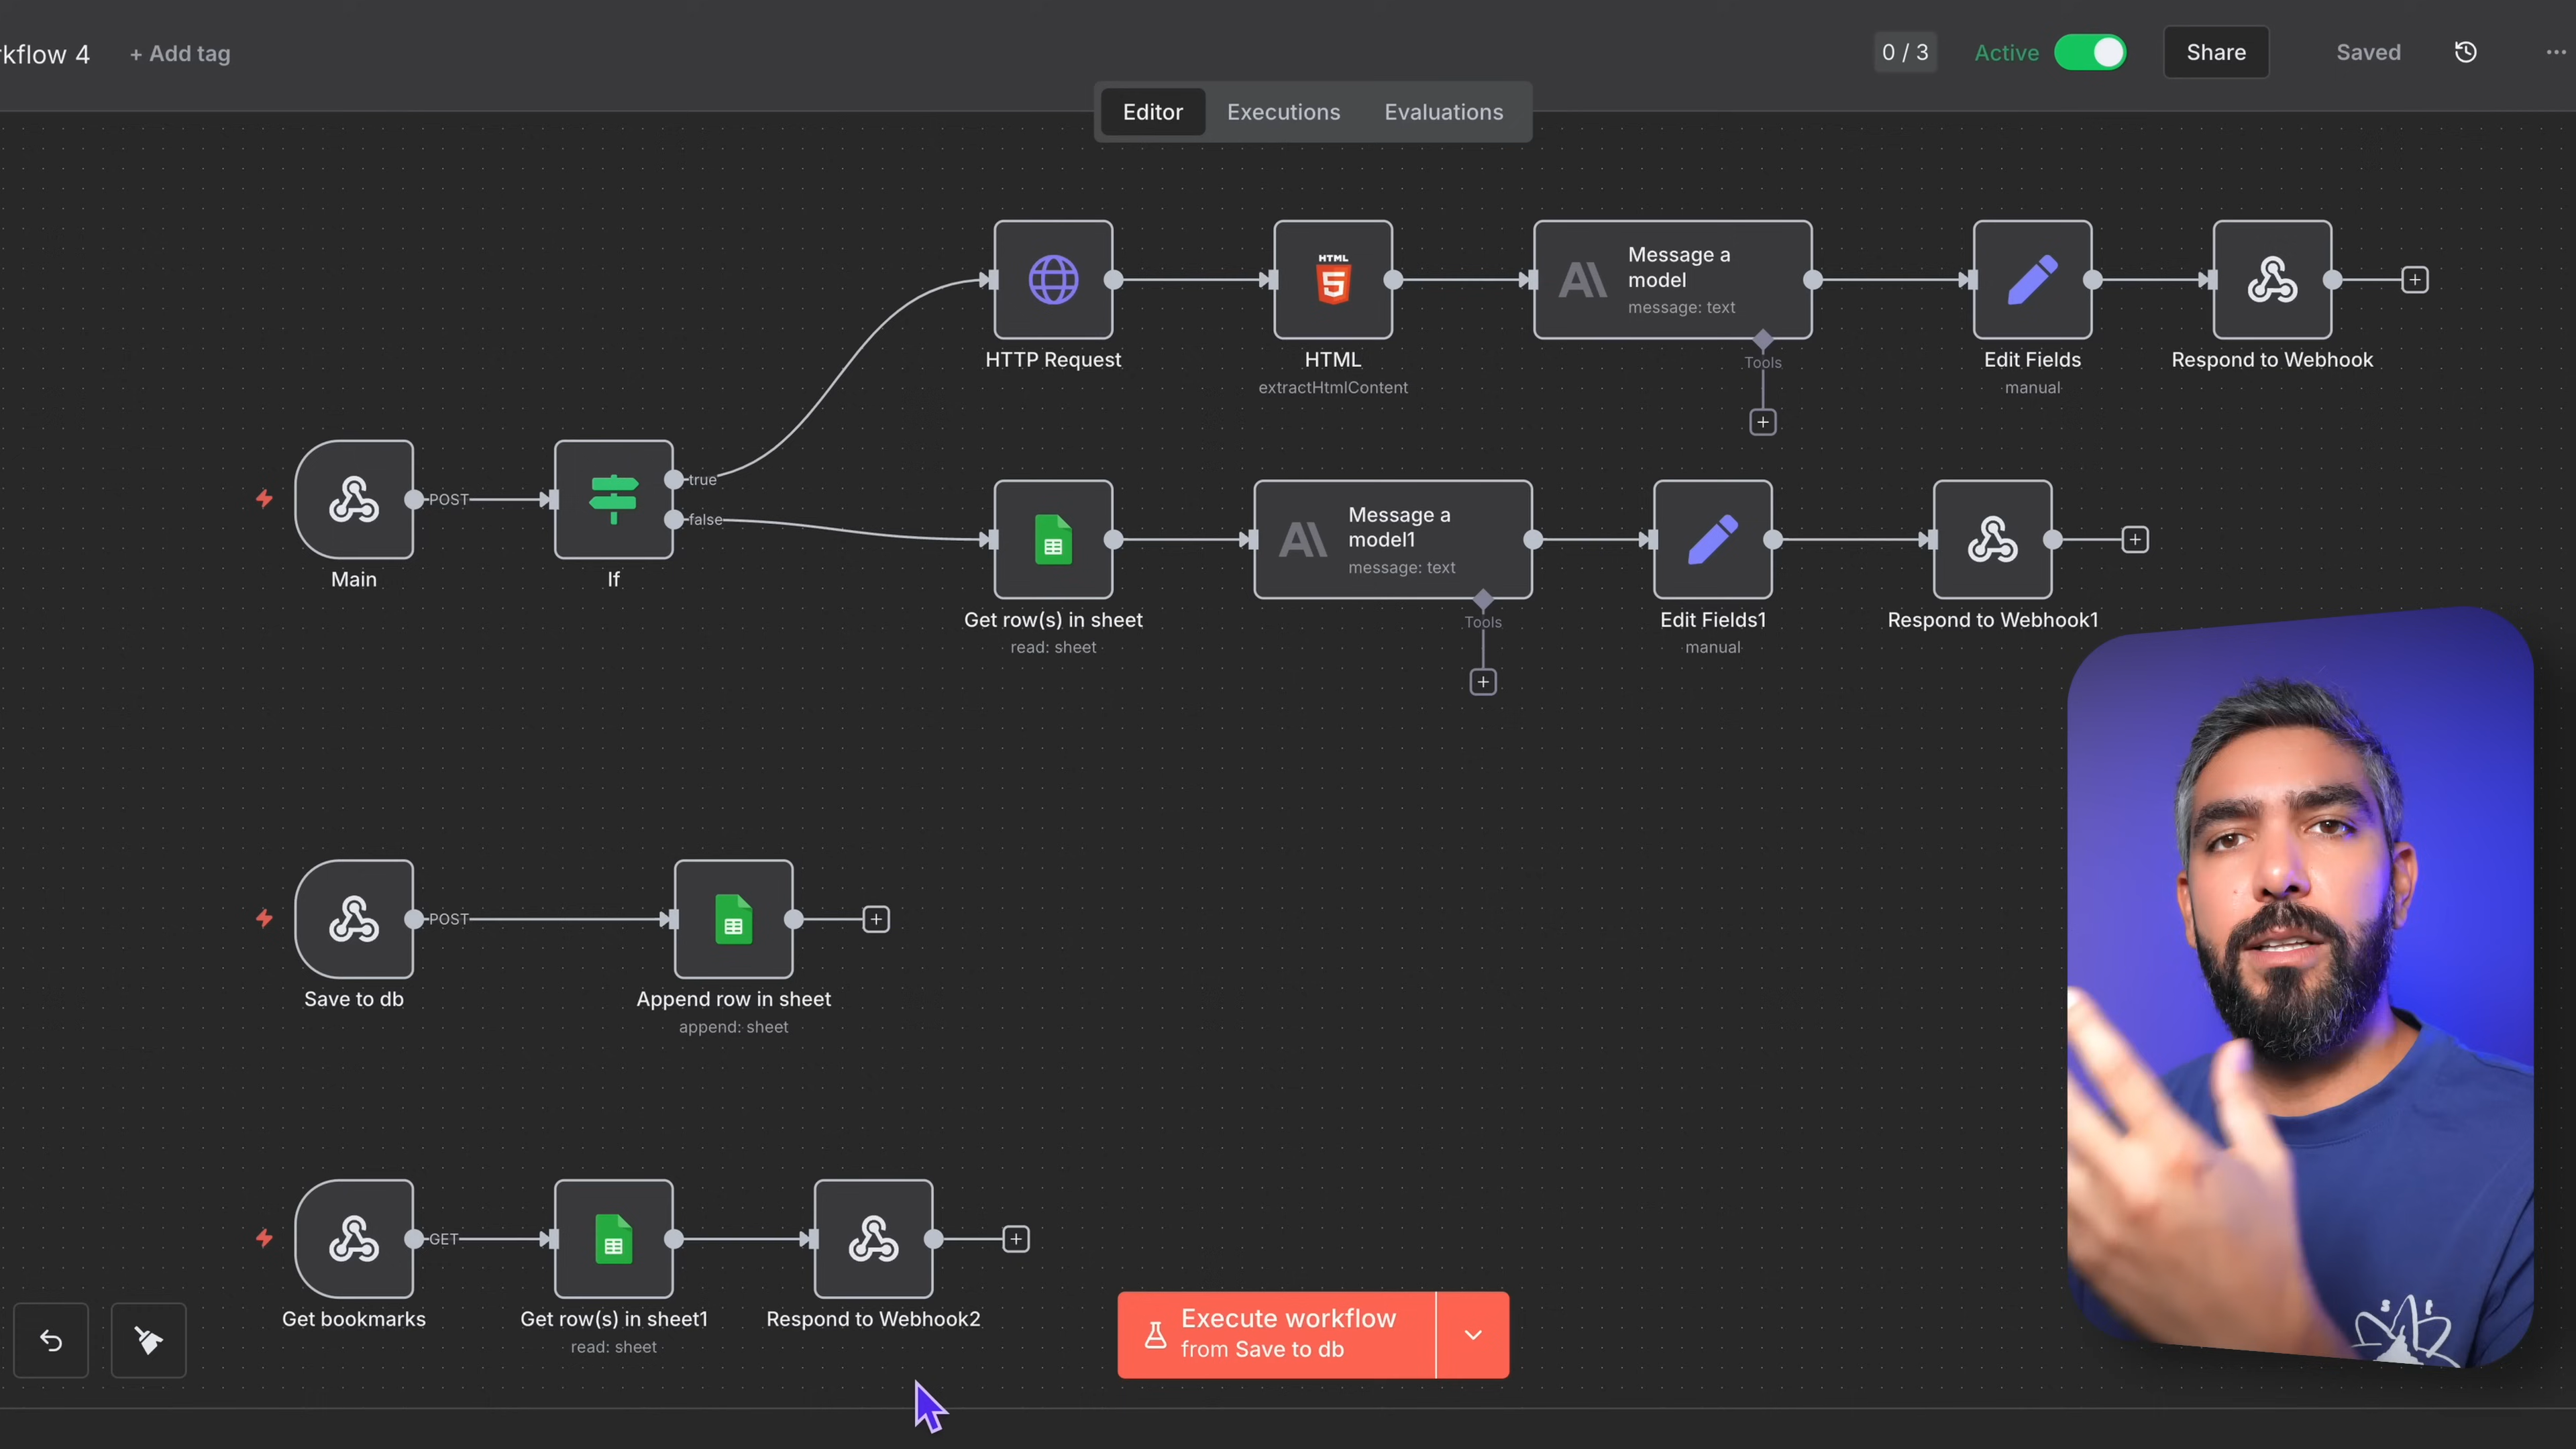 rkflow 4
+ Add tag
0 / 3
Active
Share
Saved
Editor
Executions
Evaluations
HTTP Request
HTML
extractHtmlContent
HTML
5
Message a
model
message: text
Tools
Edit Fields
manual
Respond to Webhook
Main
POST
If
true
false
Get row(s) in sheet
read: sheet
Message a
model1
message: text
Tools
Edit Fields1
manual
Respond to Webhook1
Save to db
POST
Append row in sheet
append: sheet
Get bookmarks
GET
Get row(s) in sheet1
read: sheet
Respond to Webhook2
Execute workflow
from Save to db